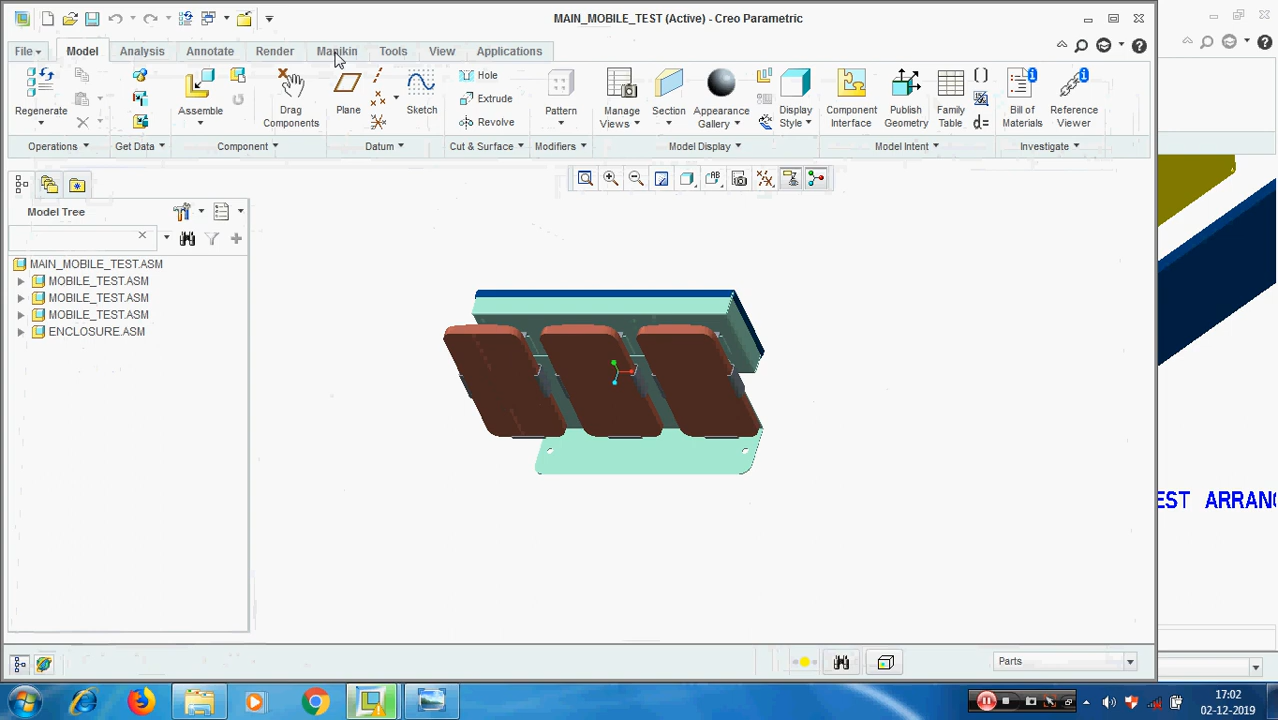 MAIN_MOBILE_TEST (Active) - Creo Parametric
File
Model
Analysis
Annotate
Render
Manikin
Tools
View
Applications
Regenerate
Assemble
Drag
Components
Plane
Sketch
Hole
Extrude
Revolve
Pattern
Manage
Views
Section
Appearance
Gallery
Display
Style
Component
Interface
Publish
Geometry
Family
Table
Bill of
Materials
Reference
Viewer
Operations
Get Data
Component
Datum
Cut & Surface
Modifiers
Model Display
Model Intent
Investigate
Model Tree
MAIN_MOBILE_TEST.ASM
MOBILE_TEST.ASM
MOBILE_TEST.ASM
MOBILE_TEST.ASM
ENCLOSURE.ASM
EST ARRANG
Parts
17:02
02-12-2019